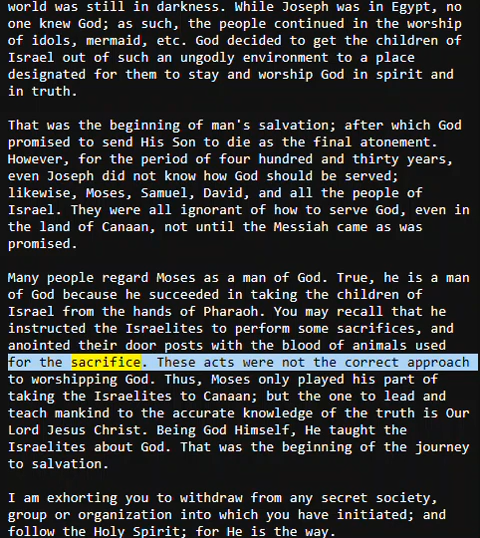 world was still in darkness. While Joseph was in Egypt, no
one knew God; as such, the people continued in the worship
of idols, mermaid, etc. God decided to get the children of
Israel out of such an ungodly environment to a place
designated for them to stay and worship God in spirit and
in truth.
That was the beginning of man's salvation; after which God
promised to send His Son to die as the final atonement.
However, for the period of four hundred and thirty years,
even Joseph did not know how God should be served;
likewise, Moses, Samuel, David, and all the people of
Israel. They were all ignorant of how to serve God, even in
the land of Canaan, not until the Messiah came as was
promised.
Many people regard Moses as a man of God. True, he is a man
of God because he succeeded in taking the children of
Israel from the hands of Pharaoh. You may recall that he
instructed the Israelites to perform some sacrifices, and
anointed their door posts with the blood of animals used
for the sacrifice. These acts were not the correct approach
to worshipping God. Thus, Moses only played his part of
taking the Israelites to Canaan; but the one to lead and
teach mankind to the accurate knowledge of the truth is Our
Lord Jesus Christ. Being God Himself, He taught the
Israelites about God. That was the beginning of the journey
to salvation.
I am exhorting you to withdraw from any secret society,
group or organization into which you have initiated; and
follow the Holy Spirit; for He is the way.